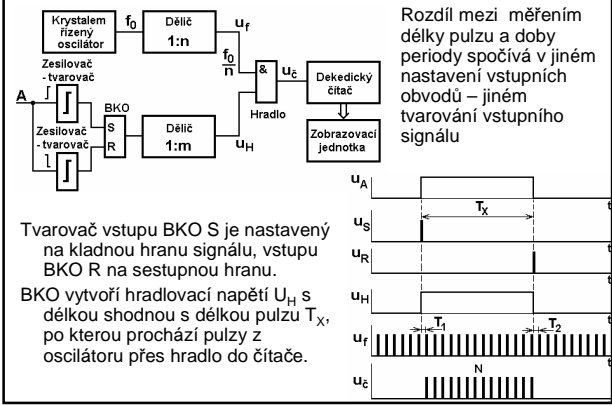 Krystalem
řízený
oscilátor
f0
Dělič
1:n
uf
f0
n
&
Hradlo
uč
Dekedický
čítač
Zobrazovací
jednotka
Zesilovač
- tvarovač
A
BKO
S
R
Zesilovač
- tvarovač
Dělič
1:m
uH
Rozdíl mezi měřením
délky pulzu a doby
periody spočívá v jiném
nastavení vstupních
obvodů – jiném
tvarování vstupního
signálu
Tvarovač vstupu BKO S je nastavený
na kladnou hranu signálu, vstupu
BKO R na sestupnou hranu.
BKO vytvoří hradlovací napětí UH s
délkou shodnou s délkou pulzu TX,
po kterou prochází pulzy z
oscilátoru přes hradlo do čítače.
uA
t
TX
uS
t
uR
t
uH
t
T1
T2
uf
t
N
uč
t